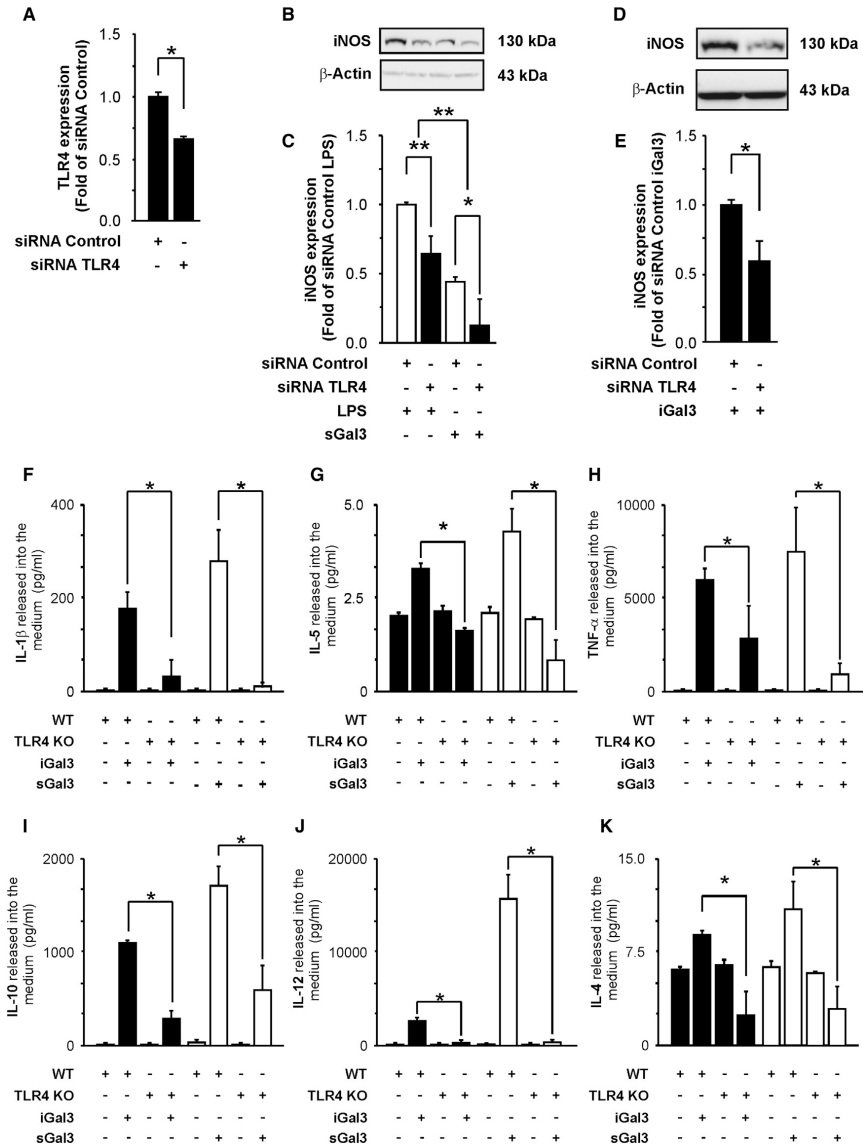 A
TLR4 expression
(Fold of siRNA Control)
1.5
1.0
0.5
0.0
*
siRNA Control + -
siRNA TLR4 - +
B
iNOS 130 kDa
β-Actin 43 kDa
C
iNOS expression
(Fold of siRNA Control LPS)
1.5
1.0
0.5
0.0
**
**
*
siRNA Control + - + -
siRNA TLR4 - + - +
LPS + + - -
sGal3 - - + +
D
iNOS 130 kDa
β-Actin 43 kDa
E
iNOS expression
(Fold of siRNA Control iGal3)
1.5
1.0
0.5
0.0
*
siRNA Control + -
siRNA TLR4 - +
iGal3 + +
F
IL-1β released into the
medium (pg/ml)
400
200
0
* *
WT + + - - + + - -
TLR4 KO - - + + - - + +
iGal3 - + - + - - - -
sGal3 - - - - - + - +
G
IL-5 released into the
medium (pg/ml)
5.0
2.5
0
* *
WT + + - - + + - -
TLR4 KO - - + + - - + +
iGal3 - + - + - - - -
sGal3 - - - - - + - +
H
TNF-α released into the
medium (pg/ml)
10000
5000
0
* *
WT + + - - + + - -
TLR4 KO - - + + - - + +
iGal3 - + - + - - - -
sGal3 - - - - - + - +
I
IL-10 released into the
medium (pg/ml)
2000
1000
0
* *
WT + + - - + + - -
TLR4 KO - - + + - - + +
iGal3 - + - + - - - -
sGal3 - - - - - + - +
J
IL-12 released into the
medium (pg/ml)
20000
10000
0
* *
WT + + - - + + - -
TLR4 KO - - + + - - + +
iGal3 - + - + - - - -
sGal3 - - - - - + - +
K
IL-4 released into the
medium (pg/ml)
15.0
7.5
0
* *
WT + + - - + + - -
TLR4 KO - - + + - - + +
iGal3 - + - + - - - -
sGal3 - - - - - + - +